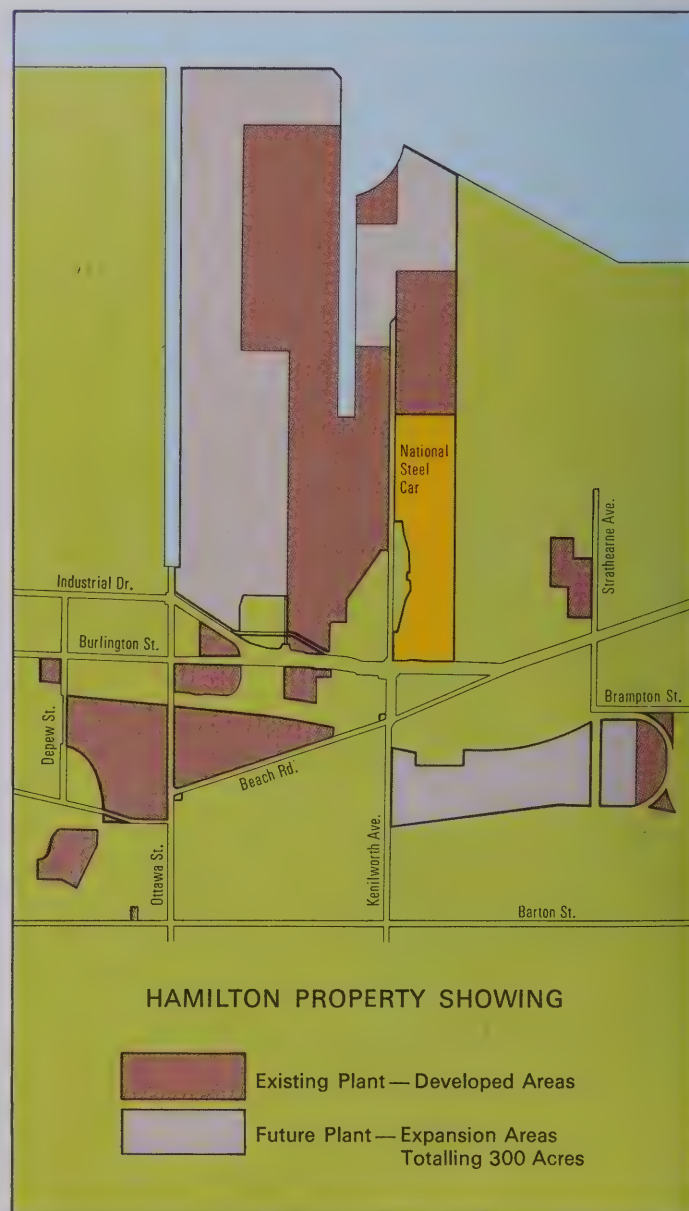 National
Steel
Car
Strathearne Ave.
Industrial Dr.
Burlington St.
Brampton St.
Depew St.
Beach Rd.
Ottawa St.
Kenilworth Ave.
Barton St.
HAMILTON PROPERTY SHOWING
Existing Plant — Developed Areas
Future Plant — Expansion Areas
Totalling 300 Acres